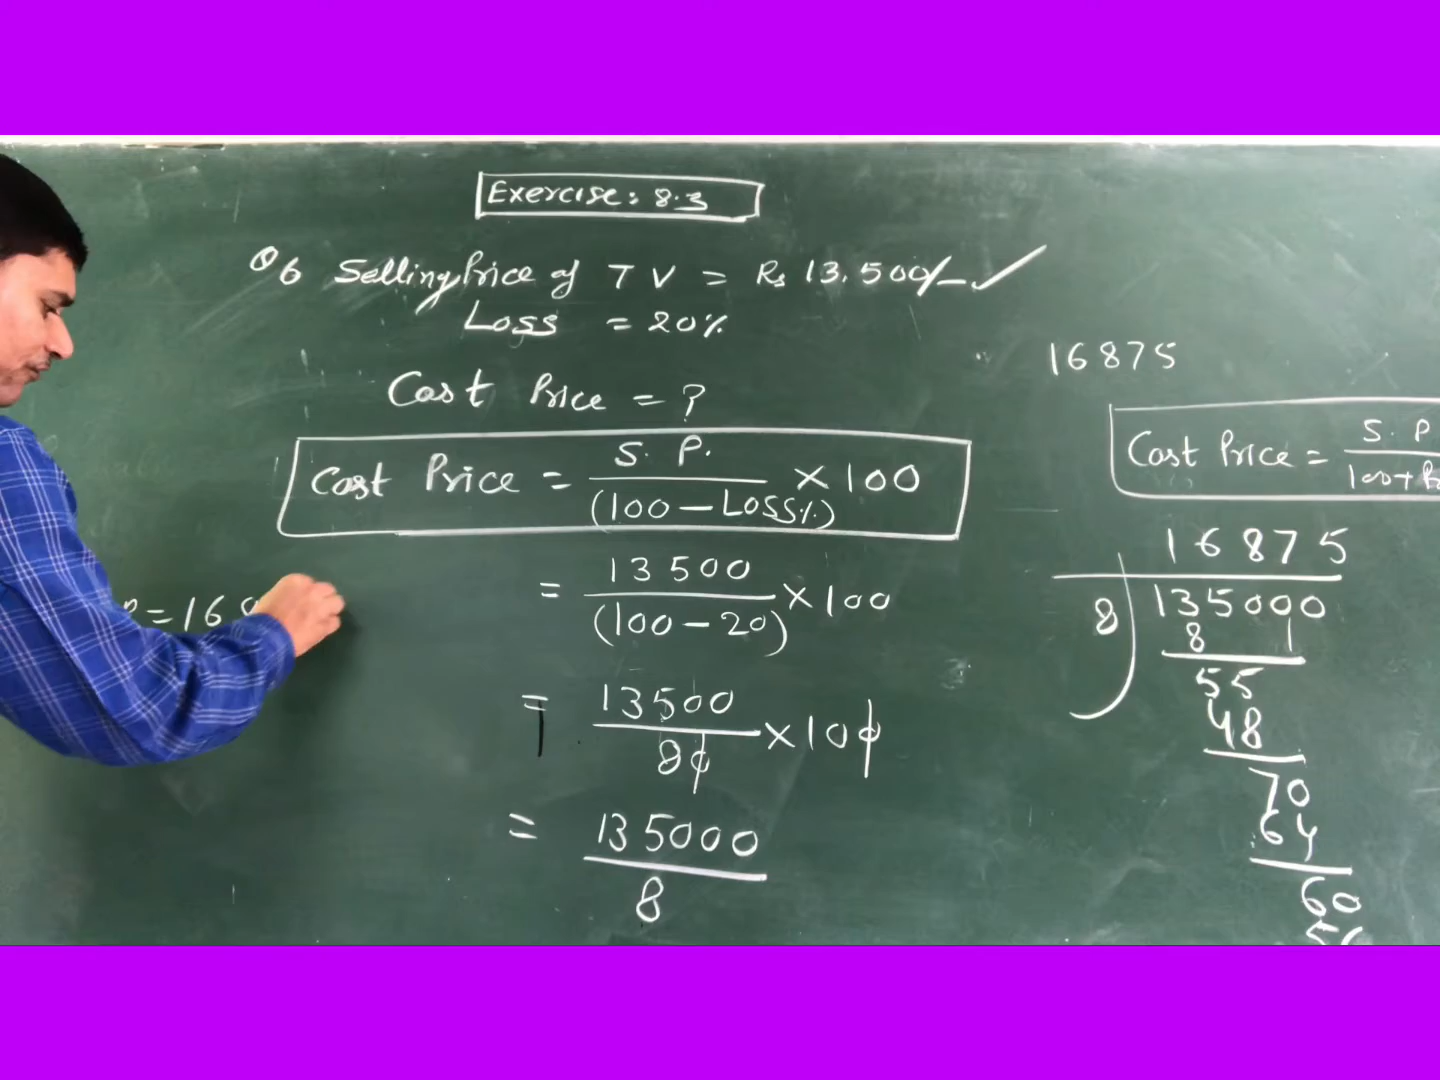 Exercise: 8.3
Q6 Selling Price of TV = Rs 13,500/-
Loss = 20%
Cost Price = ?
Cost Price = S.P. / (100 - Loss%) × 100
= 13500 / (100 - 20) × 100
= 13500 / 80 × 100
= 135000 / 8
= 16
16875
Cost Price = S.P / 100+
16875
8 ) 135000
8
55
48
70
64
60